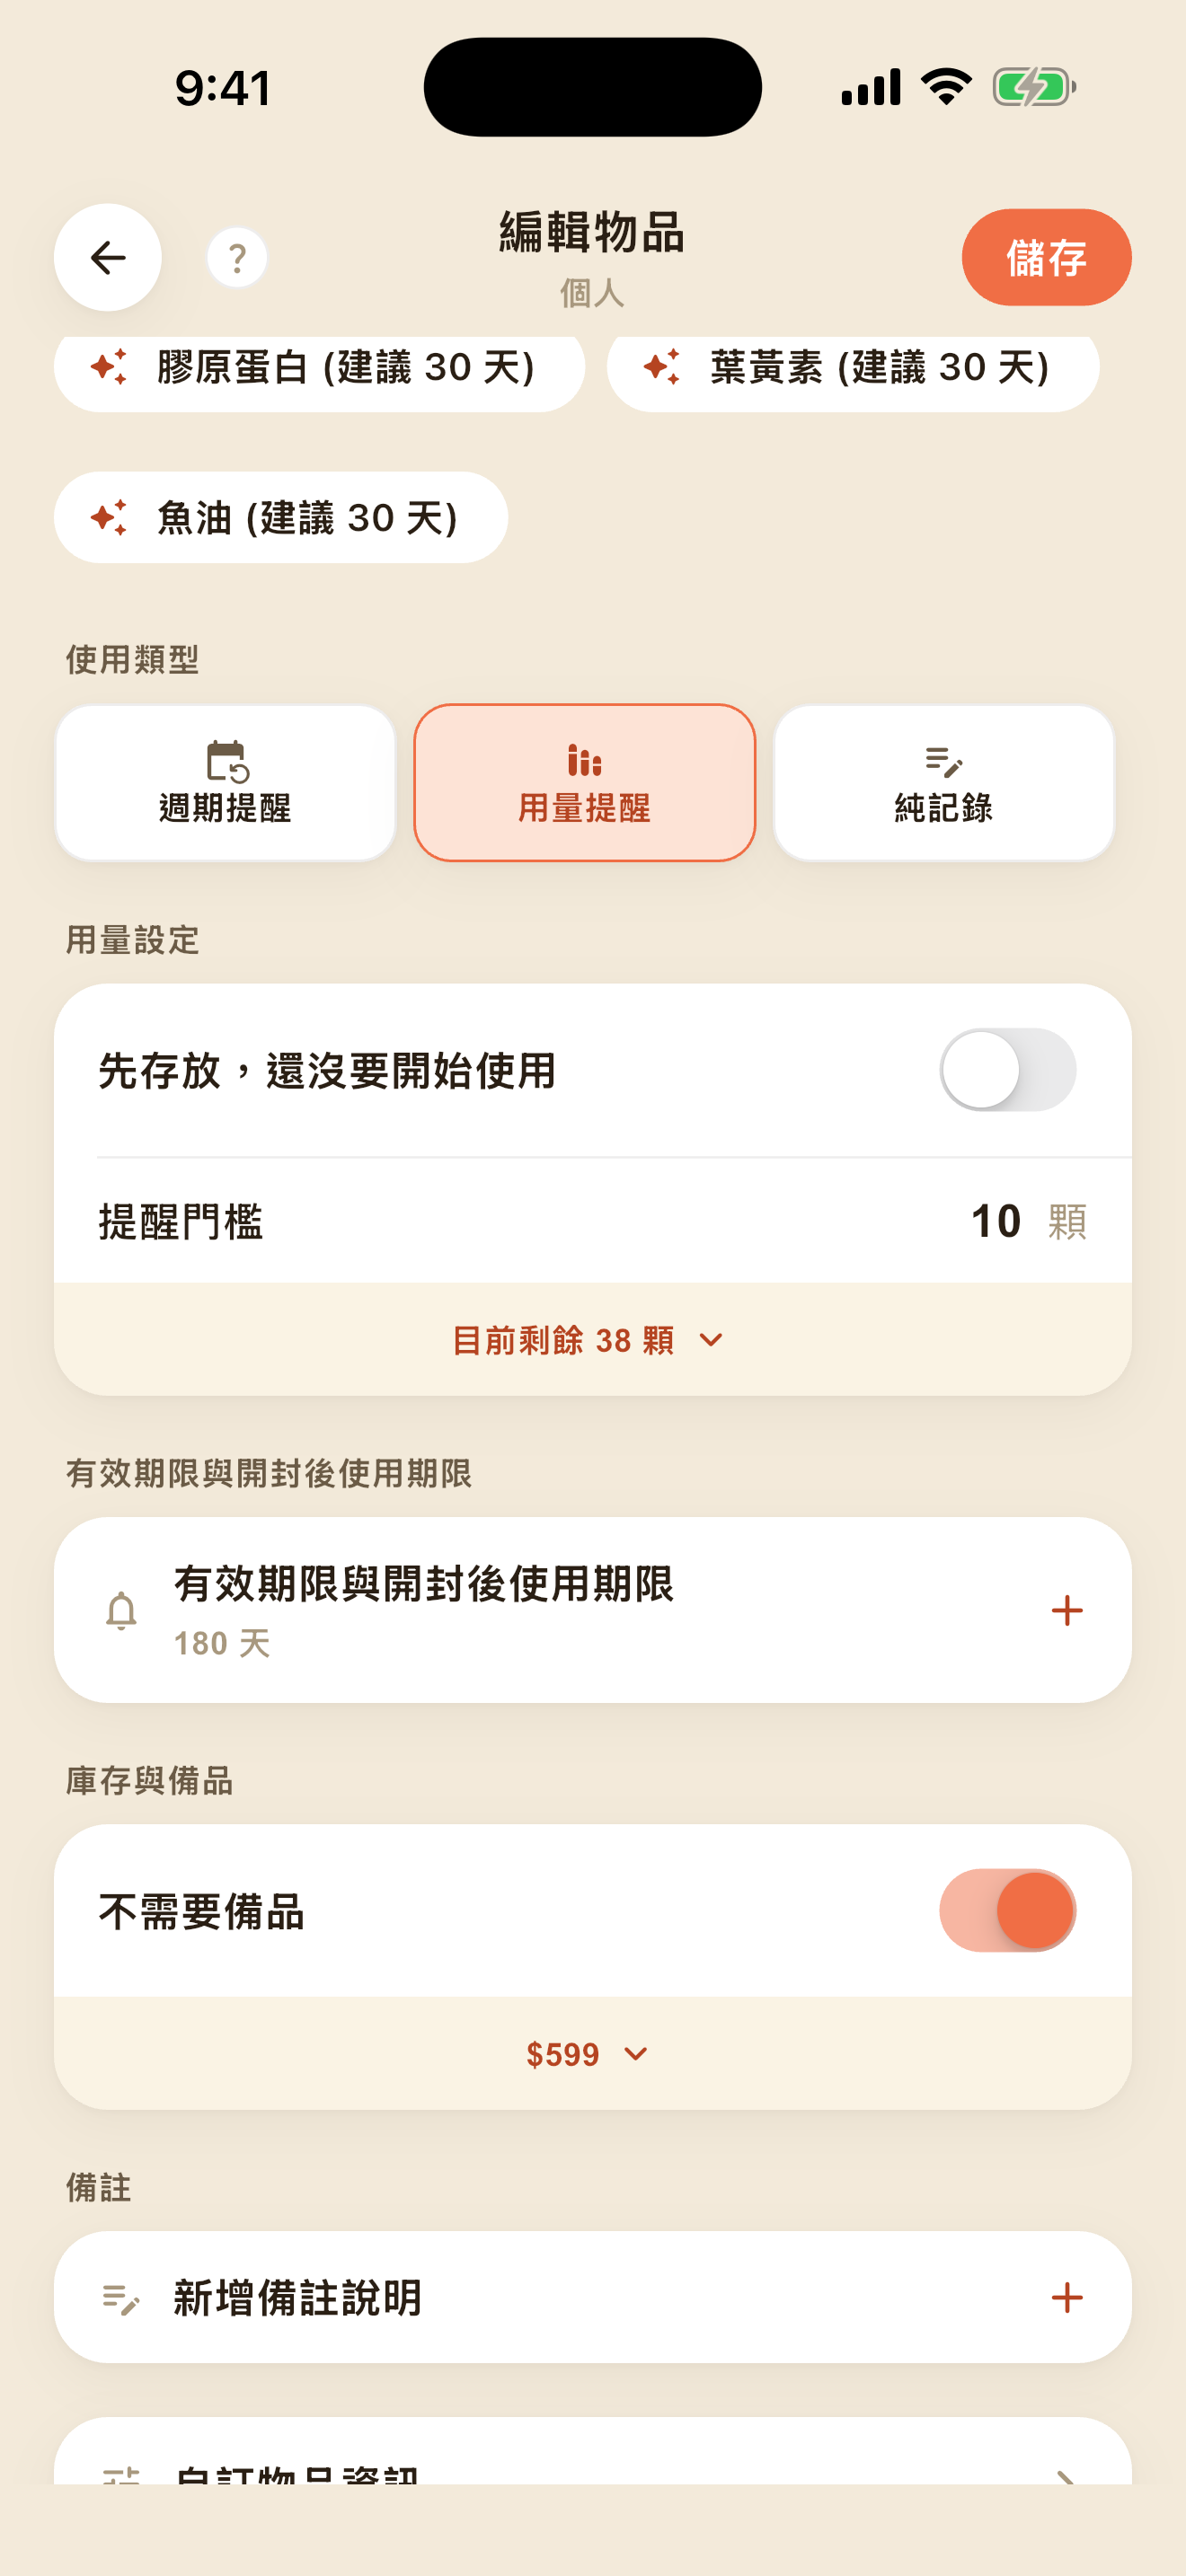 9:41
?
編輯物品
個人
儲存
膠原蛋白 (建議 30 天)
葉黃素 (建議 30 天)
魚油 (建議 30 天)
使用類型
週期提醒
用量提醒
純記錄
用量設定
先存放，還沒要開始使用
提醒門檻
10 顆
目前剩餘 38 顆
有效期限與開封後使用期限
有效期限與開封後使用期限
180 天
庫存與備品
不需要備品
$599
備註
新增備註說明
自訂物品資訊